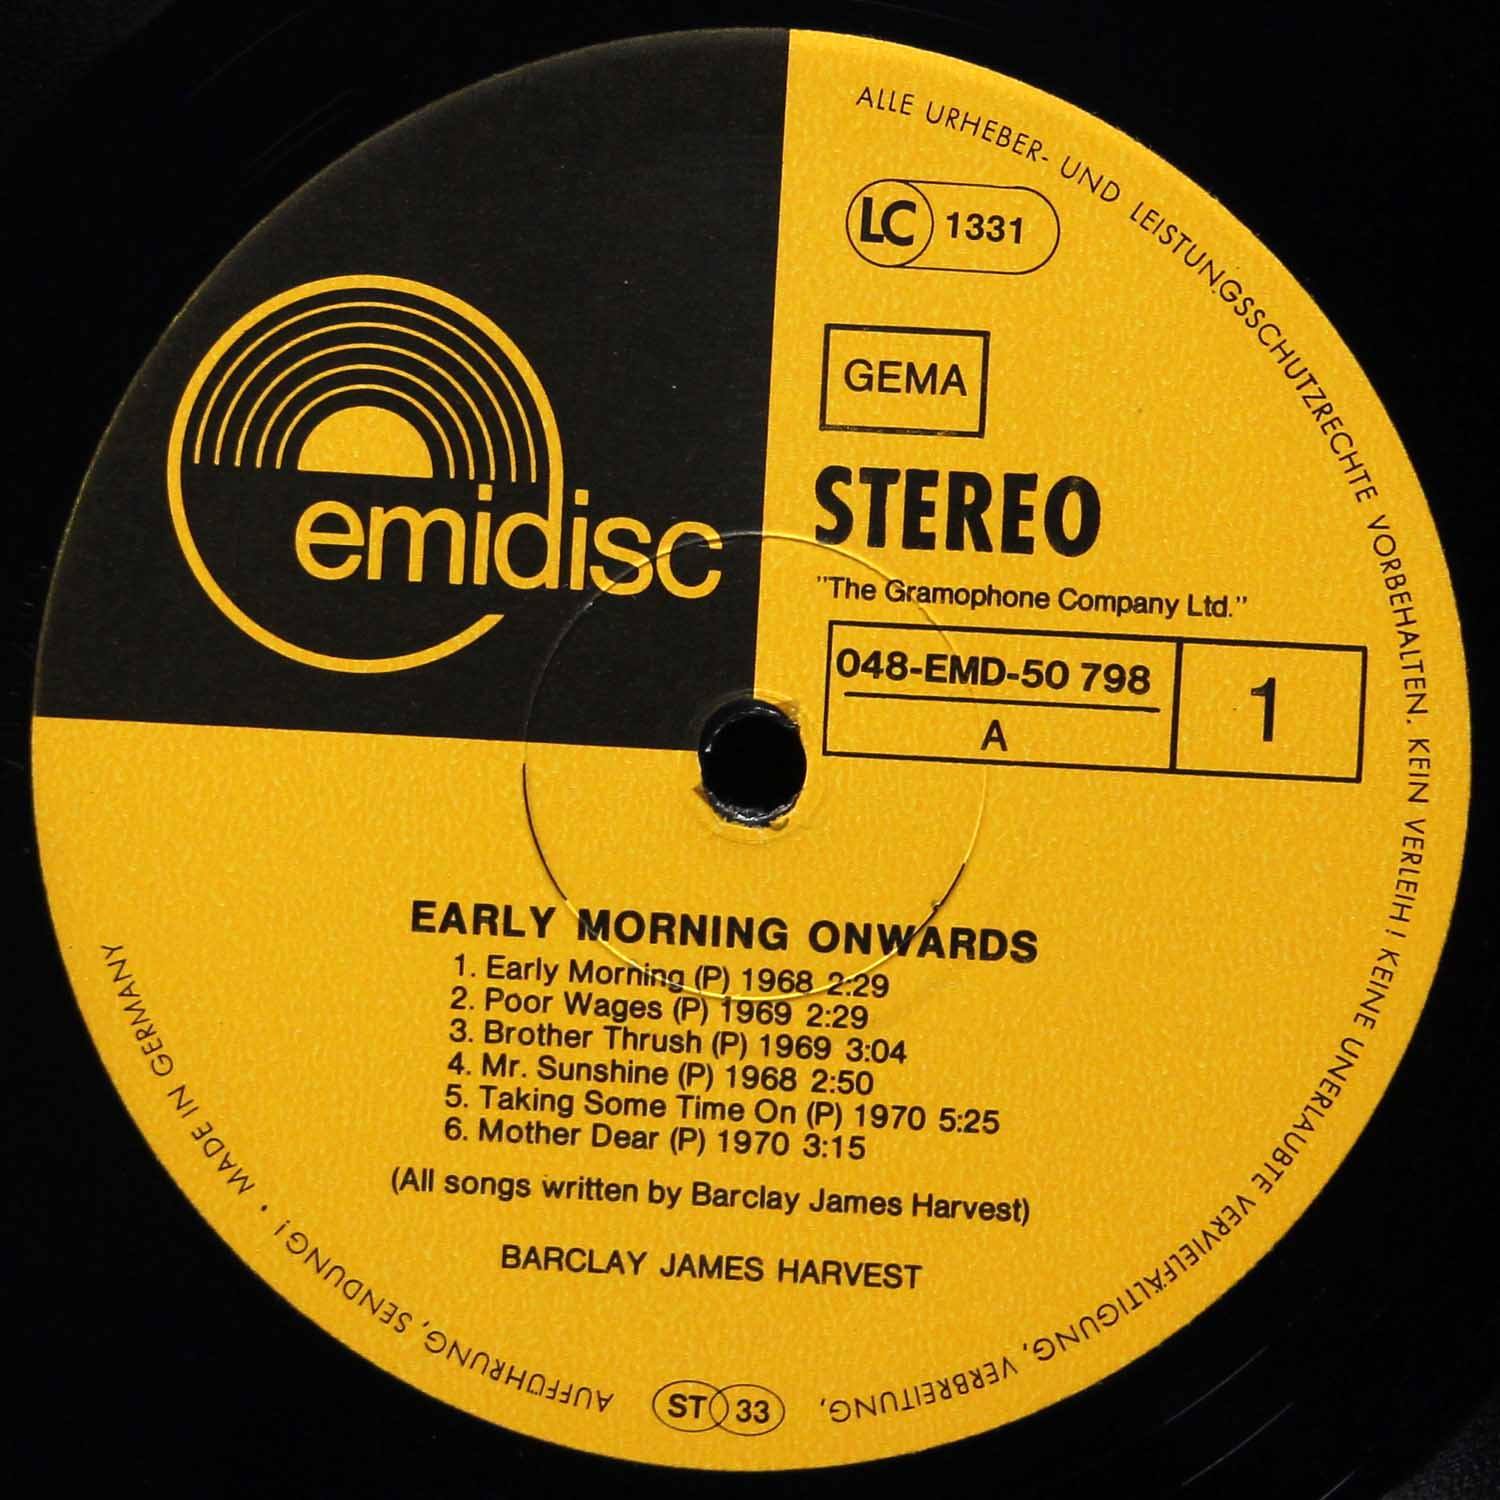 ALLE URHEBER- UND LEISTUNGSSCHUTZRECHTE VORBEHALTEN. KEIN VERLEIH! KEINE UNERLAUBTE VERVIELFÄLTIGUNG, VERBREITUNG, AUFFÜHRUNG, SENDUNG! • MADE IN GERMANY
LC 1331
GEMA
emidisc
STEREO
"The Gramophone Company Ltd."
048-EMD-50 798
A
1
EARLY MORNING ONWARDS
1. Early Morning (P) 1968 2:29
2. Poor Wages (P) 1969 2:29
3. Brother Thrush (P) 1969 3:04
4. Mr. Sunshine (P) 1968 2:50
5. Taking Some Time On (P) 1970 5:25
6. Mother Dear (P) 1970 3:15
(All songs written by Barclay James Harvest)
BARCLAY JAMES HARVEST
ST 33